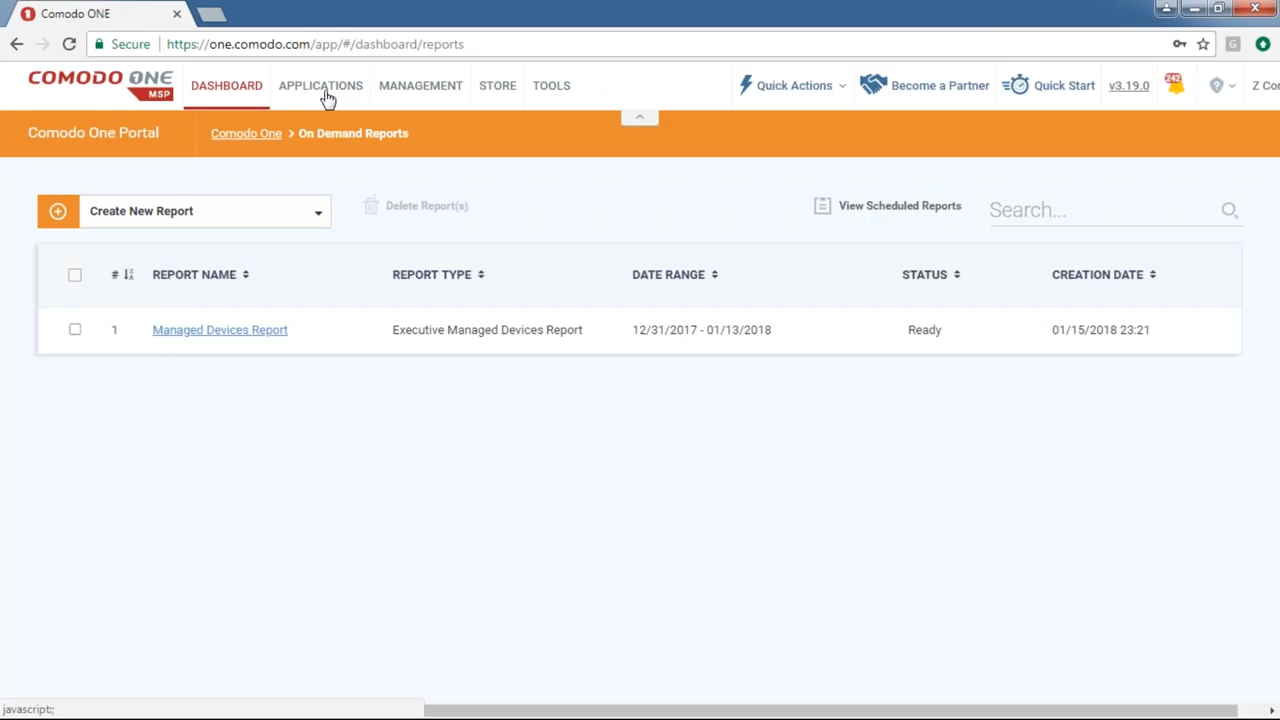 Comodo ONE
Secure https://one.comodo.com/app/#/dashboard/reports
COMODO ONE MSP
DASHBOARD APPLICATIONS MANAGEMENT STORE TOOLS Quick Actions Become a Partner Quick Start v3.19.0 242 Z Co
Comodo One Portal Comodo One > On Demand Reports
Create New Report Delete Report(s) View Scheduled Reports Search...
# REPORT NAME REPORT TYPE DATE RANGE STATUS CREATION DATE
1 Managed Devices Report Executive Managed Devices Report 12/31/2017 - 01/13/2018 Ready 01/15/2018 23:21
javascript:;